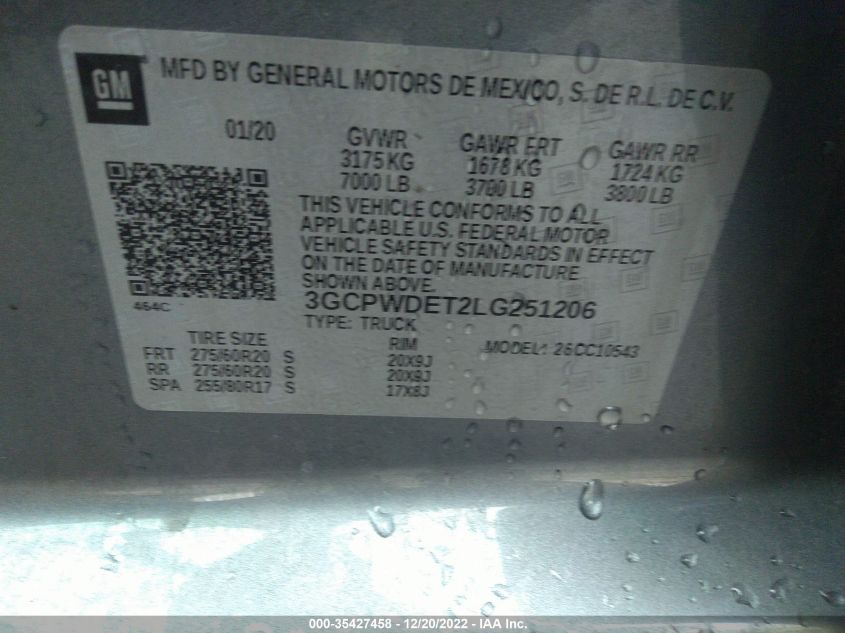 GM
MFD BY GENERAL MOTORS DE MEXICO, S. DE R.L. DE C.V.
01/20 GVWR GAWR FRT GAWR RR
3175 KG 1678 KG 1724 KG
7000 LB 3700 LB 3800 LB
THIS VEHICLE CONFORMS TO ALL
APPLICABLE U.S. FEDERAL MOTOR
VEHICLE SAFETY STANDARDS IN EFFECT
ON THE DATE OF MANUFACTURE
SHOWN ABOVE.
464C
3GCPWDET2LG251206
TYPE: TRUCK
TIRE SIZE RIM MODEL: 26CC10543
FRT 275/60R20 S 20X9J
RR 275/60R20 S 20X9J
SPA 255/80R17 S 17X8J
000-35427458 - 12/20/2022 - IAA Inc.